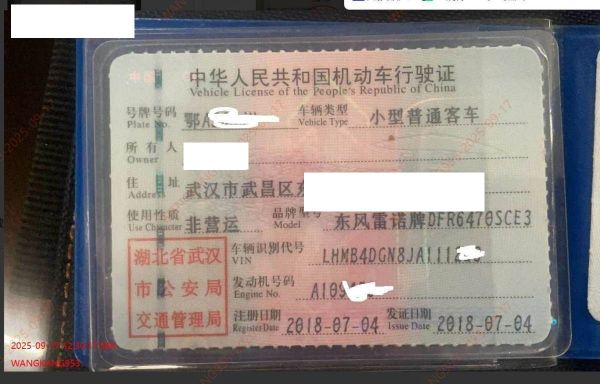 中华人民共和国机动车行驶证
Vehicle License of the People's Republic of China
号牌号码 鄂A 车辆类型 小型普通客车
Plate No. Vehicle Type
所有人
Owner
住址 武汉市武昌区
Address
使用性质 非营运 品牌型号 东风雷诺牌DFR6470SCE3
Use Character Model
湖北省武汉
市公安局
交通管理局
车辆识别代号 LHMB4DGN8JA111
VIN
发动机号码 A109
Engine No.
注册日期 2018-07-04 发证日期 2018-07-04
Register Date Issue Date
2025-09-17